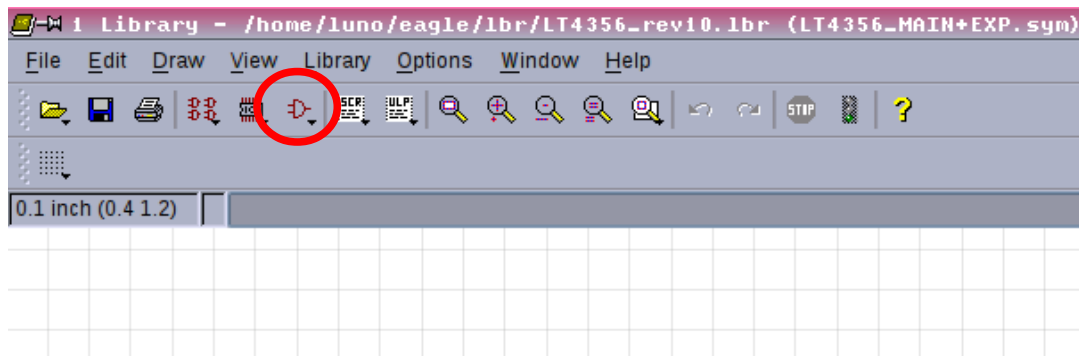 1 Library - /home/luno/eagle/lbr/LT4356_rev10.lbr (LT4356_MAIN+EXP.sym)
File Edit Draw View Library Options Window Help
SCR ULP STOP ?
0.1 inch (0.4 1.2)